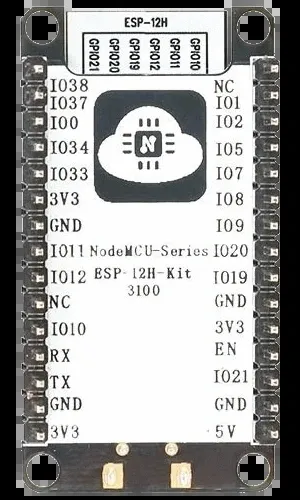 ESP-12H
GPIO21
GPIO20
GPIO19
GPIO12
GPIO11
GPIO10
IO38 NC
IO37 IO1
IO0 IO2
IO34 IO5
IO33 IO7
3V3 IO8
GND IO9
IO11 NodeMCU-Series IO20
IO12 ESP-12H-Kit IO19
NC 3100 GND
IO10 3V3
RX EN
TX IO21
GND GND
3V3 5V
N